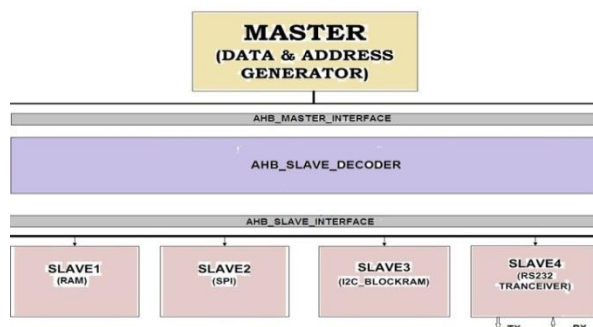 MASTER
(DATA & ADDRESS
GENERATOR)
AHB_MASTER_INTERFACE
AHB_SLAVE_DECODER
AHB_SLAVE_INTERFACE
SLAVE1
(RAM)
SLAVE2
(SPI)
SLAVE3
(I2C_BLOCKRAM)
SLAVE4
(RS232
TRANCEIVER)
TX
RX